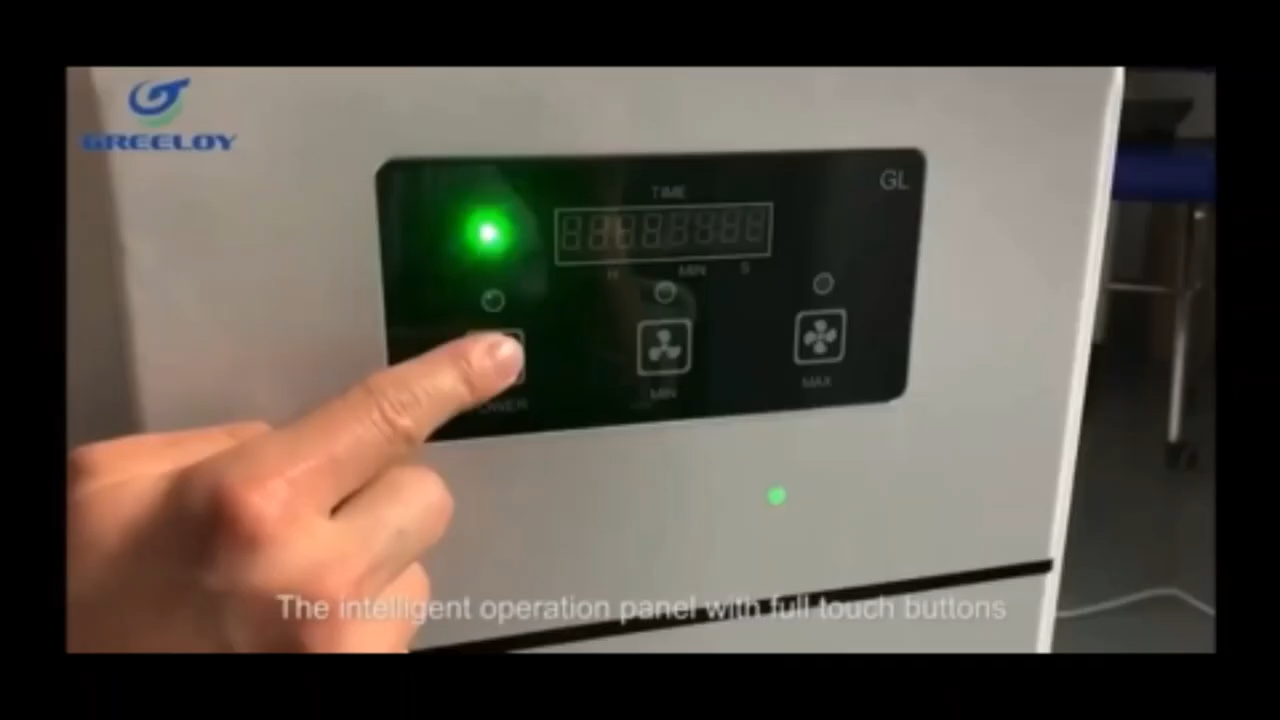 GREELOY
GL
TIME
H MIN S
POWER
MIN
MAX
The intelligent operation panel with full touch buttons